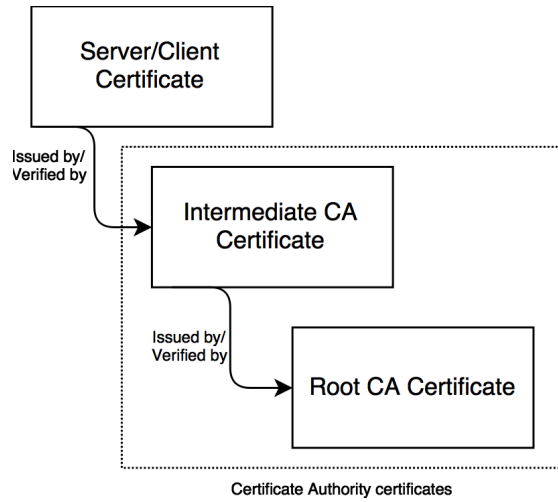 Server/Client
Certificate
Issued by/
Verified by
Intermediate CA
Certificate
Issued by/
Verified by
Root CA Certificate
Certificate Authority certificates